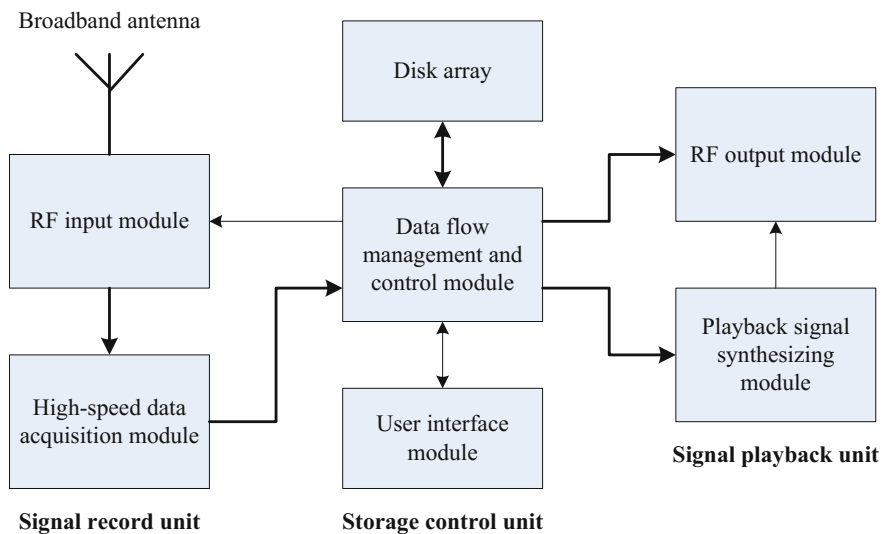 Broadband antenna
RF input module
High-speed data
acquisition module
Signal record unit
Disk array
Data flow
management and
control module
User interface
module
Storage control unit
RF output module
Playback signal
synthesizing
module
Signal playback unit